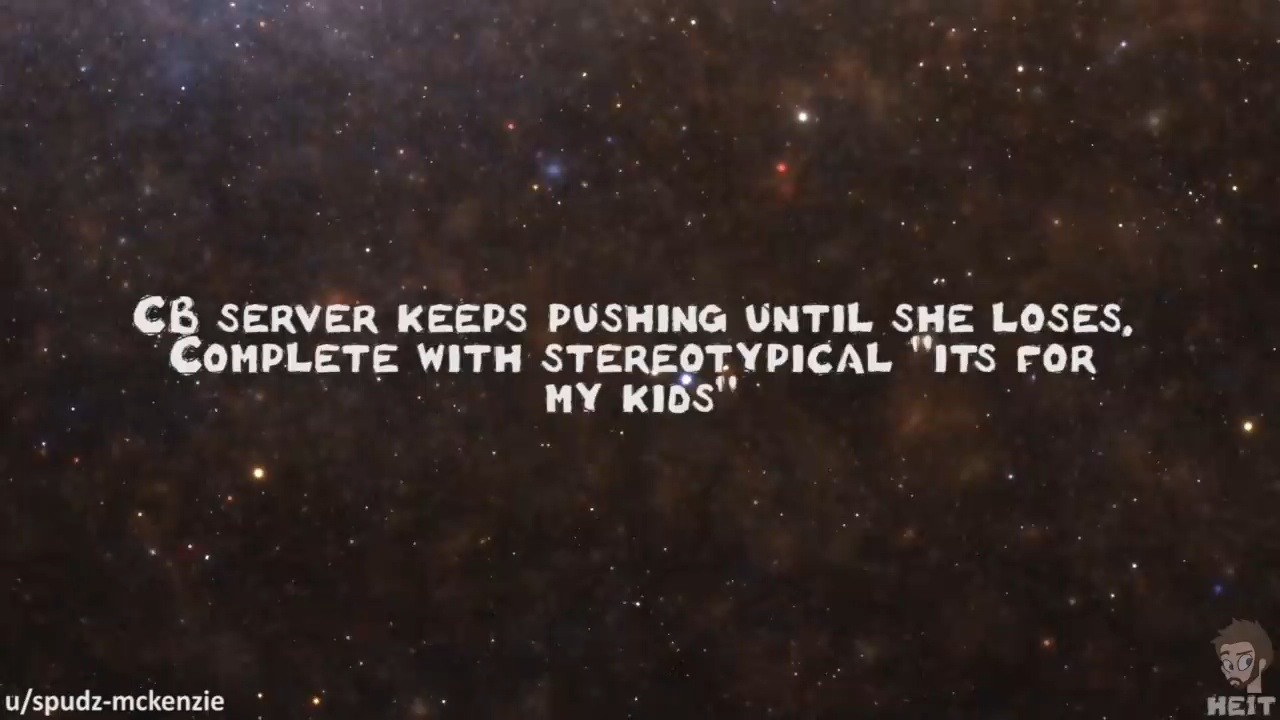 CB SERVER KEEPS PUSHING UNTIL SHE LOSES.
COMPLETE WITH STEREOTYPICAL "ITS FOR
MY KIDS"
u/spudz-mckenzie
HEIT